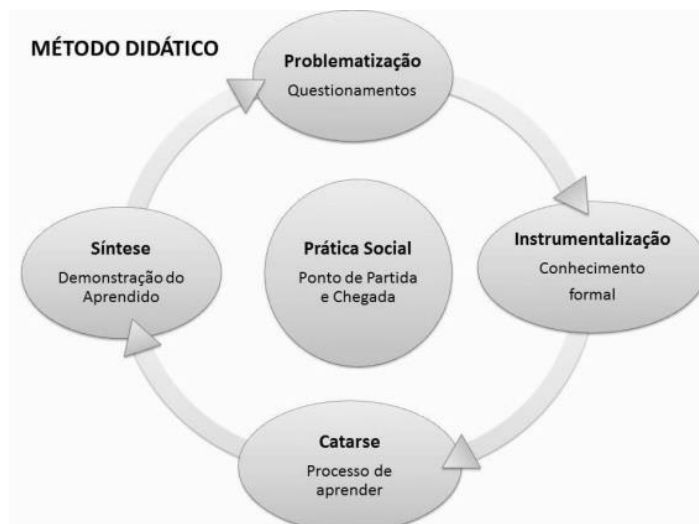 MÉTODO DIDÁTICO
Problematização
Questionamentos
Instrumentalização
Conhecimento
formal
Catarse
Processo de
aprender
Síntese
Demonstração do
Aprendido
Prática Social
Ponto de Partida
e Chegada